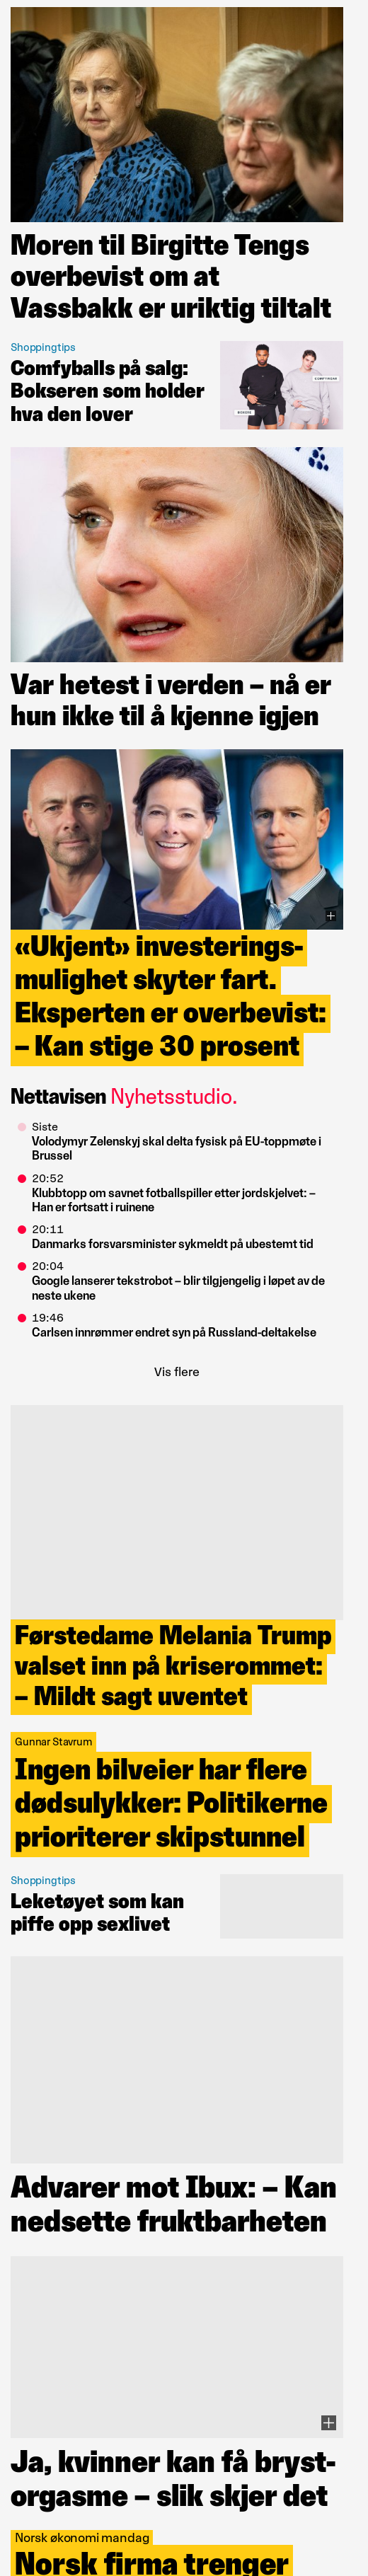 Moren til Birgitte Tengs
overbevist om at
Vassbakk er uriktig tiltalt
Shoppingtips
Comfyballs på salg:
Bokseren som holder
hva den lover
Var hetest i verden – nå er
hun ikke til å kjenne igjen
«Ukjent» investerings-
mulighet skyter fart.
Eksperten er overbevist:
– Kan stige 30 prosent
Nettavisen Nyhetsstudio.
Siste
Volodymyr Zelenskyj skal delta fysisk på EU-toppmøte i
Brussel
20:52
Klubbtopp om savnet fotballspiller etter jordskjelvet: –
Han er fortsatt i ruinene
20:11
Danmarks forsvarsminister sykmeldt på ubestemt tid
20:04
Google lanserer tekstrobot – blir tilgjengelig i løpet av de
neste ukene
19:46
Carlsen innrømmer endret syn på Russland-deltakelse
Vis flere
Førstedame Melania Trump
valset inn på kriserommet:
– Mildt sagt uventet
Gunnar Stavrum
Ingen bilveier har flere
dødsulykker: Politikerne
prioriterer skipstunnel
Shoppingtips
Leketøyet som kan
piffe opp sexlivet
Advarer mot Ibux: – Kan
nedsette fruktbarheten
Ja, kvinner kan få bryst-
orgasme – slik skjer det
Norsk økonomi mandag
Norsk firma trenger